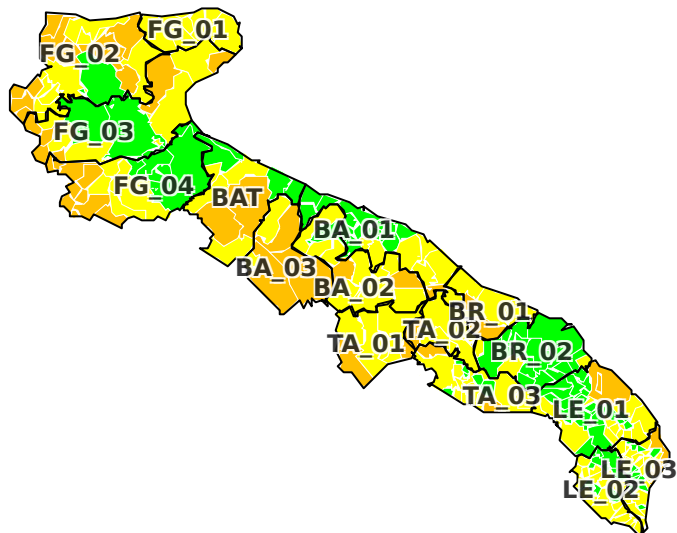 FG_01
FG_02
FG_03
FG_04
BAT
BA_01
BA_03
BA_02
BR_01
TA_02
TA_01
BR_02
TA_03
LE_01
LE_03
LE_02